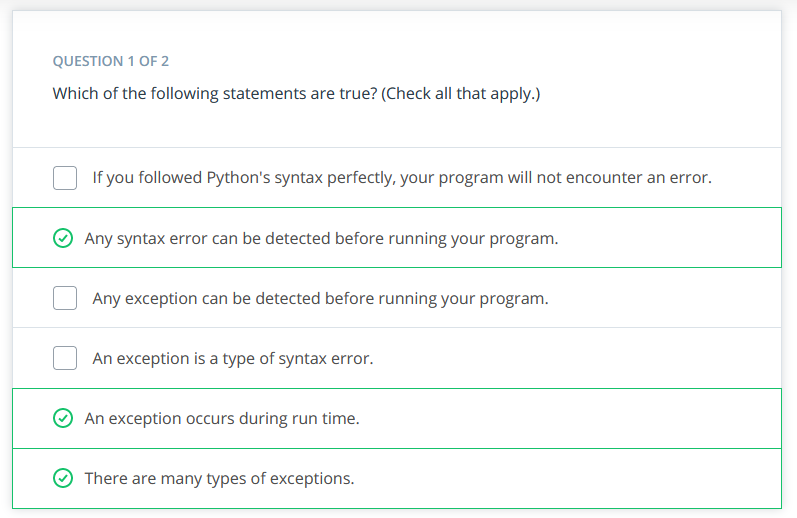 QUESTION 1 OF 2
Which of the following statements are true? (Check all that apply.)
If you followed Python's syntax perfectly, your program will not encounter an error.
Any syntax error can be detected before running your program.
Any exception can be detected before running your program.
An exception is a type of syntax error.
An exception occurs during run time.
There are many types of exceptions.